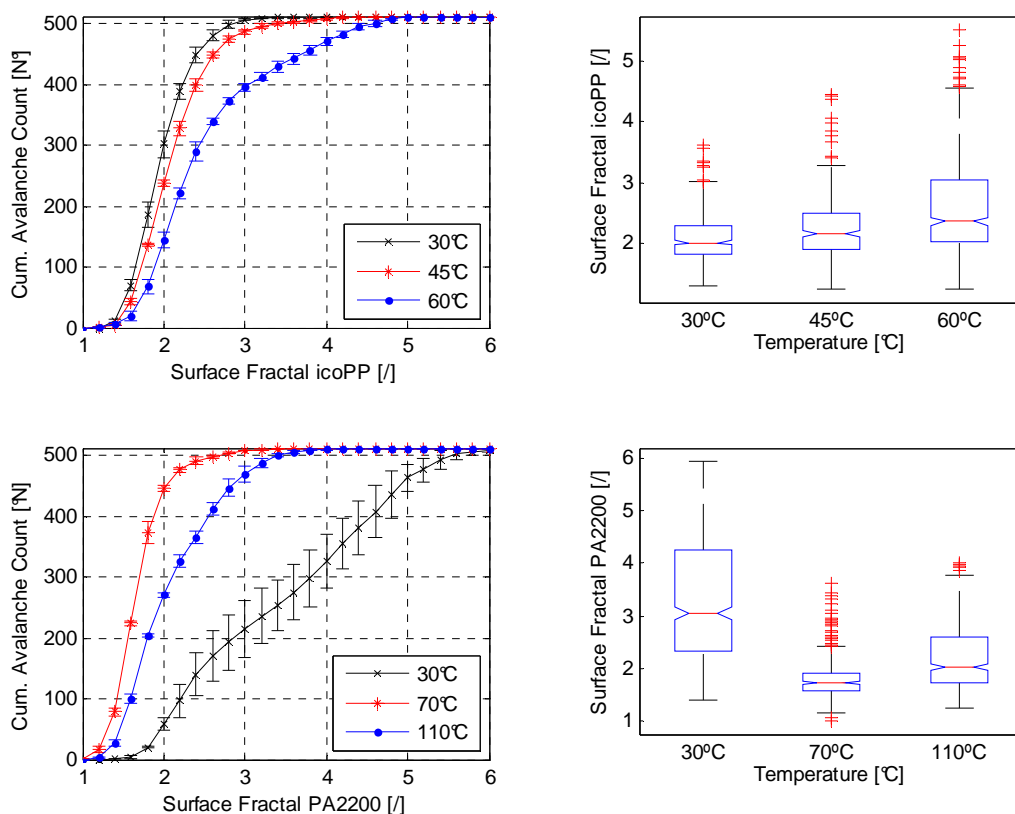 500
400
300
200
100
0
Cum. Avalanche Count [N°]
1 2 3 4 5 6
Surface Fractal icoPP [/]
30°C
45°C
60°C
5
4
3
2
Surface Fractal icoPP [/]
30ºC 45ºC 60ºC
Temperature [°C]
500
400
300
200
100
0
Cum. Avalanche Count [°N]
1 2 3 4 5 6
Surface Fractal PA2200 [/]
30°C
70°C
110°C
6
5
4
3
2
1
Surface Fractal PA2200 [/]
30ºC 70ºC 110ºC
Temperature [°C]